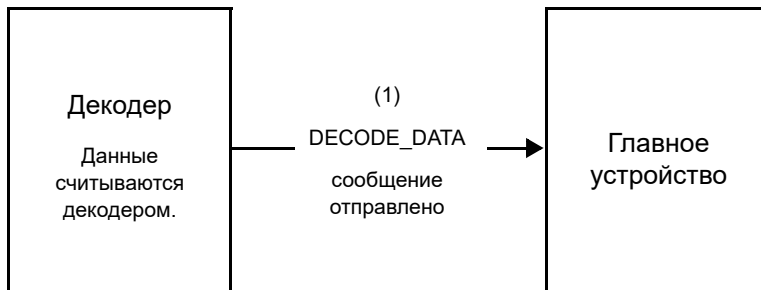 Декодер
Данные
считываются
декодером.
(1)
DECODE_DATA
сообщение
отправлено
Главное
устройство